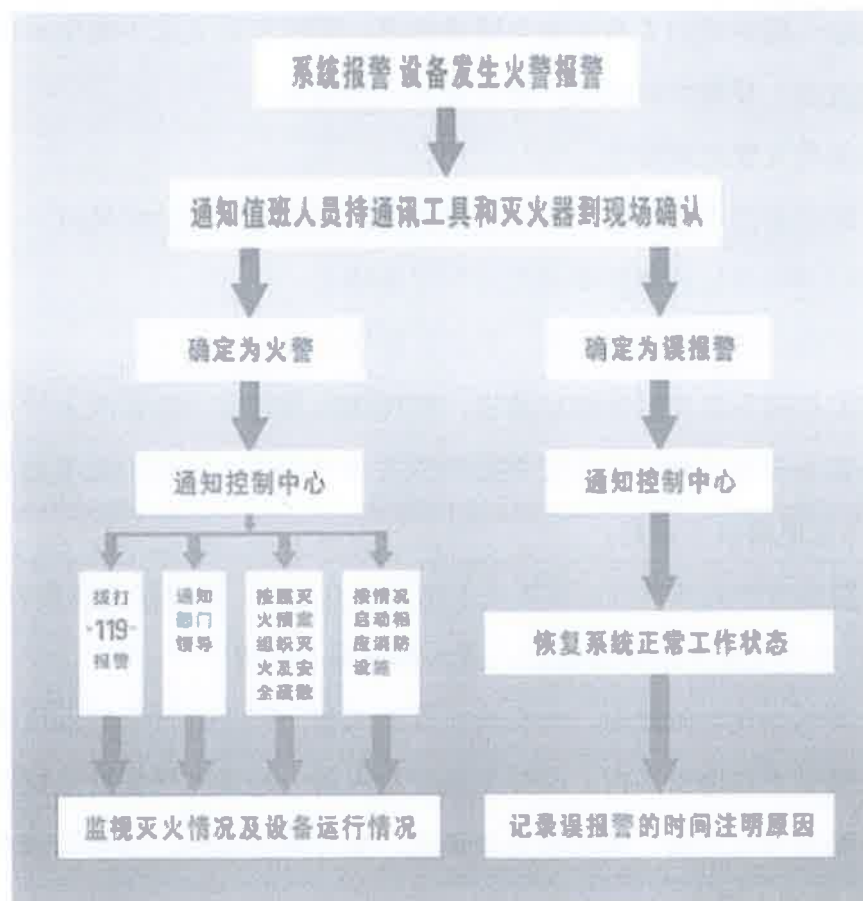 系统报警设备发生火警报警
通知值班人员持通讯工具和灭火器到现场确认
确定为火警
确定为误报警
通知控制中心
通知控制中心
拨打
-119-
报警
通知
部门
领导
按照灭
火预案
组织灭
火及安
全疏散
按情况
启动相
应消防
设施
恢复系统正常工作状态
监视灭火情况及设备运行情况
记录误报警的时间注明原因